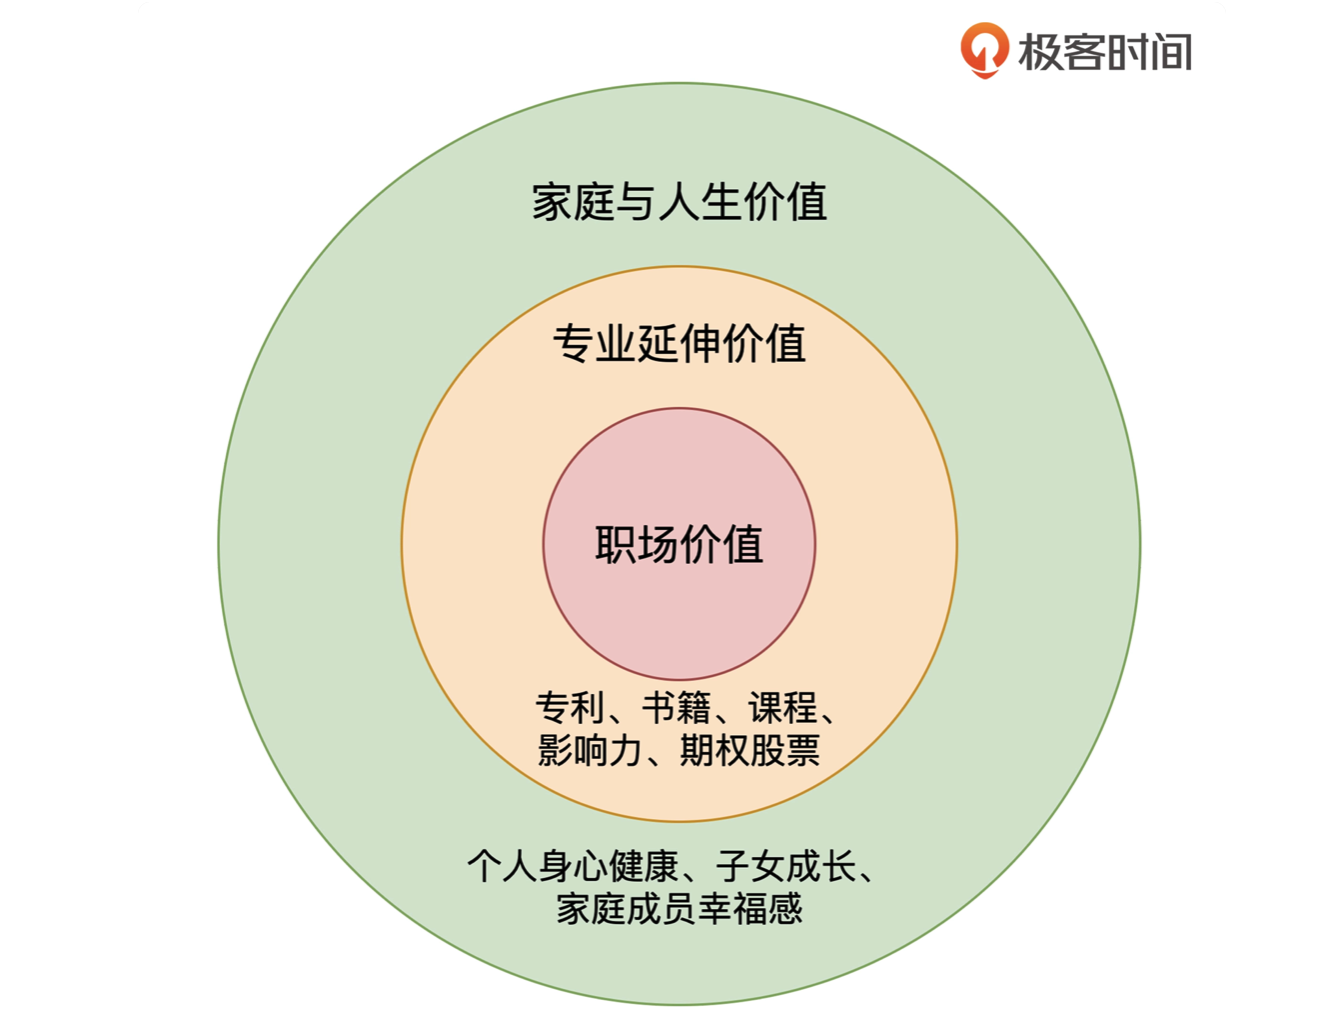 极客时间
家庭与人生价值
专业延伸价值
职场价值
专利、书籍、课程、
影响力、期权股票
个人身心健康、子女成长、
家庭成员幸福感